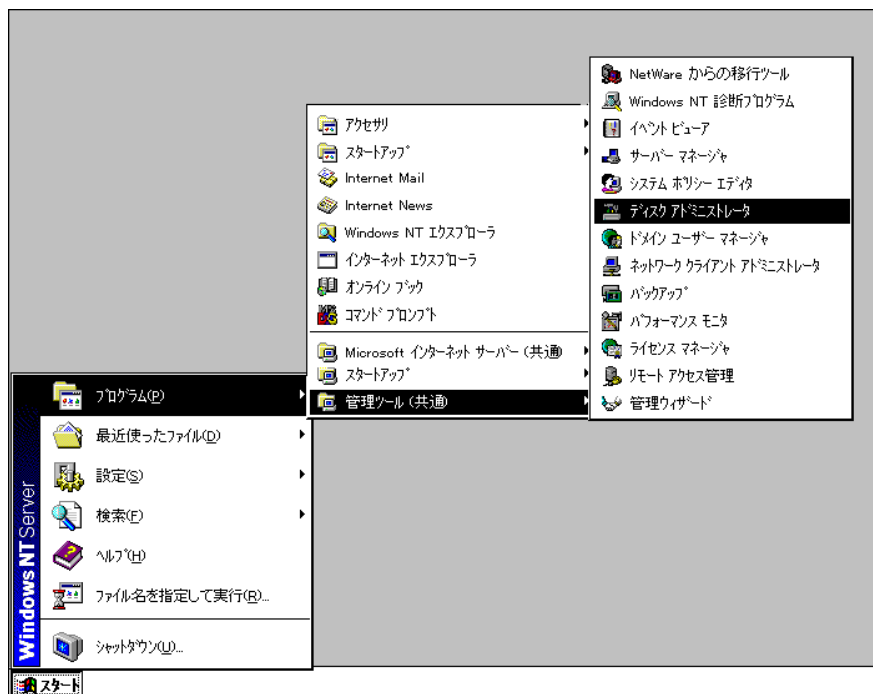 NetWare からの移行ツール
Windows NT 診断プログラム
イベント ビューア
サーバー マネージャ
システム ポリシー エディタ
ディスク アドミニストレータ
ドメイン ユーザー マネージャ
ネットワーク クライアント アドミニストレータ
バックアップ
パフォーマンス モニタ
ライセンス マネージャ
リモート アクセス管理
管理ウィザード
アクセサリ
スタートアップ
Internet Mail
Internet News
Windows NT エクスプローラ
インターネット エクスプローラ
オンライン ブック
コマンド プロンプト
Microsoft インターネット サーバー (共通)
スタートアップ
管理ツール (共通)
プログラム(P)
最近使ったファイル(D)
設定(S)
検索(F)
ヘルプ(H)
ファイル名を指定して実行(R)...
シャットダウン(U)...
Windows NT Server
スタート